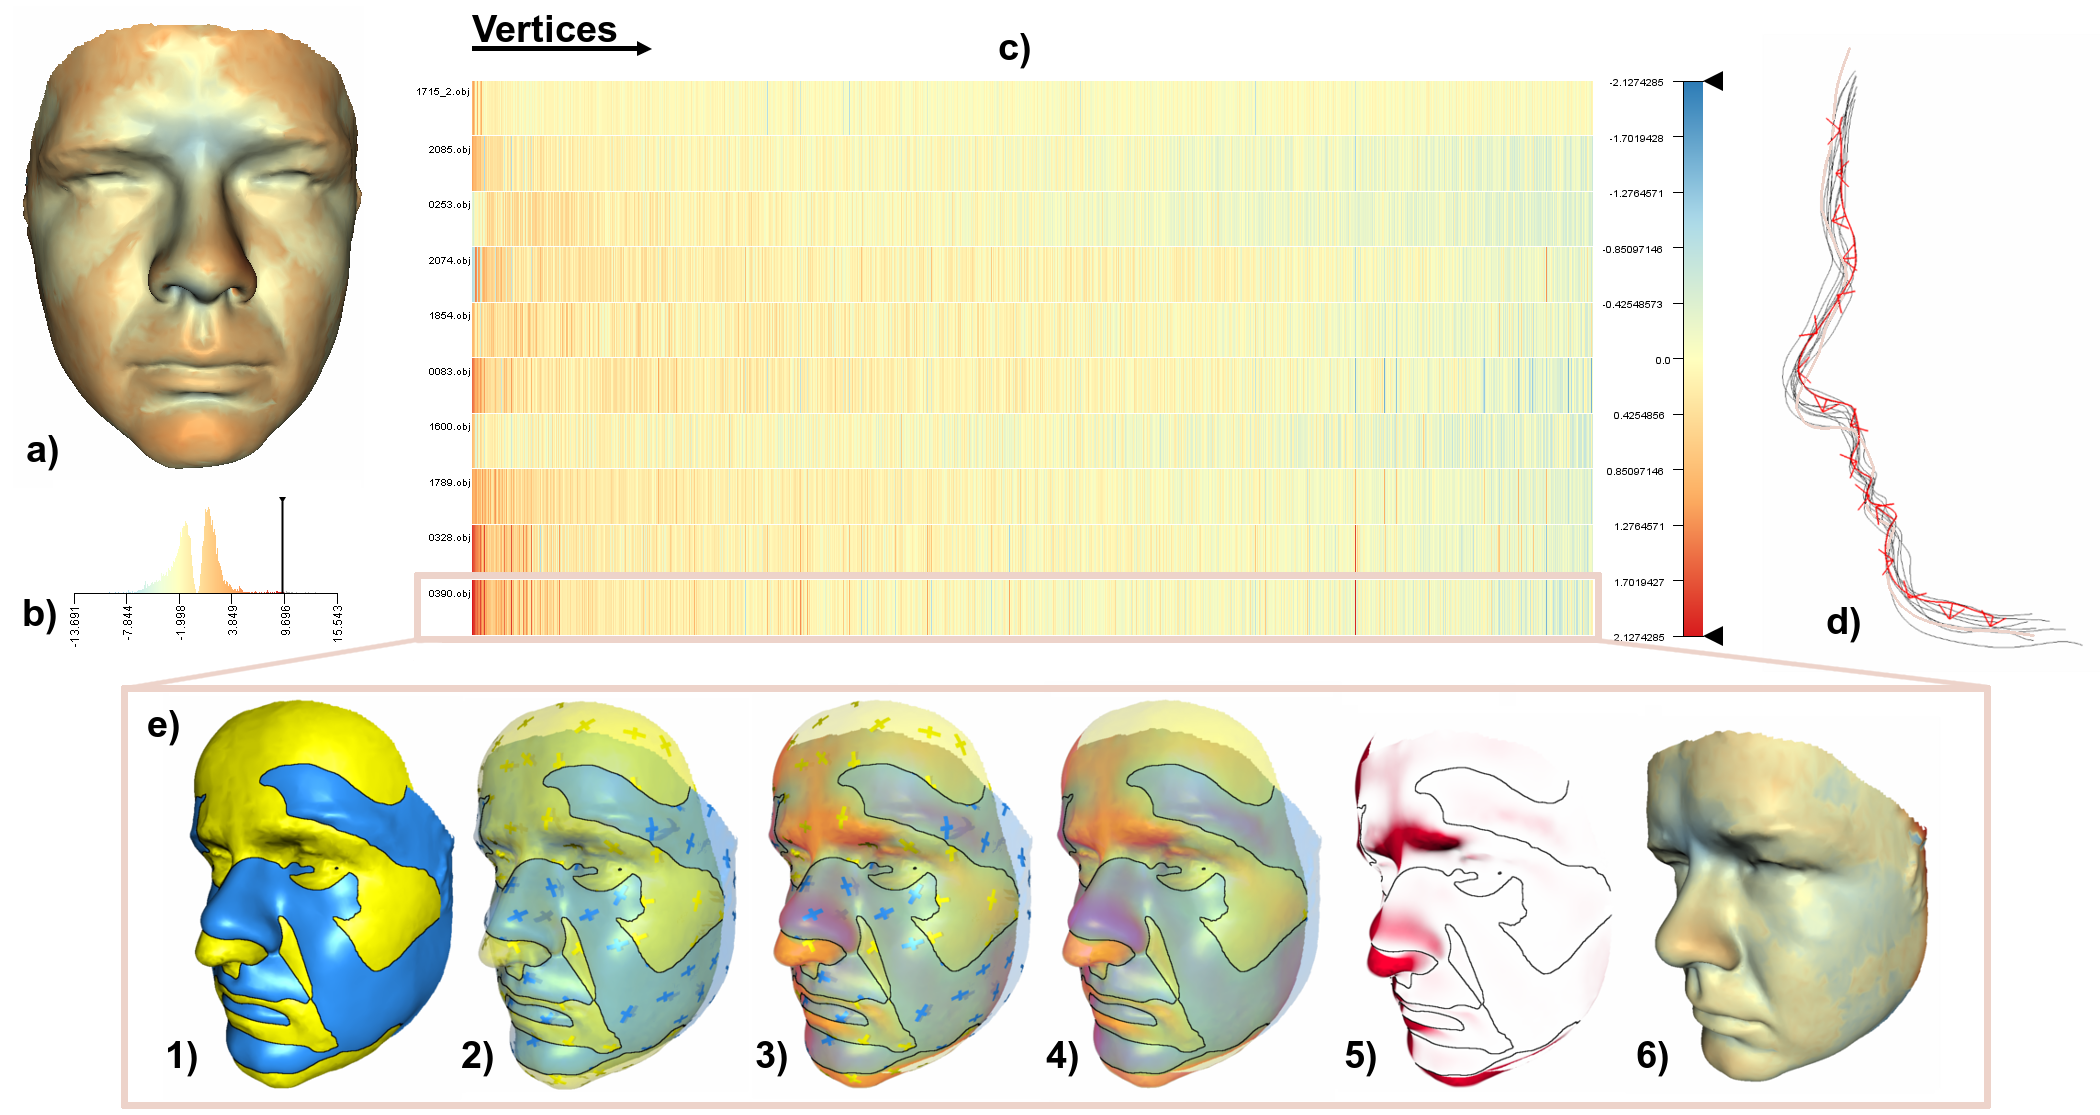 Vertices
c)
1715_2.obj
2085.obj
0253.obj
2074.obj
1854.obj
0083.obj
1600.obj
1789.obj
0328.obj
0390.obj
-2.1274285
-1.7019428
-1.2764571
-0.85097146
-0.42548573
0.0
0.4254856
0.85097146
1.2764571
1.7019427
2.1274285
a)
b)
-13.691
-7.844
-1.998
3.849
9.696
15.543
d)
e)
1)
2)
3)
4)
5)
6)